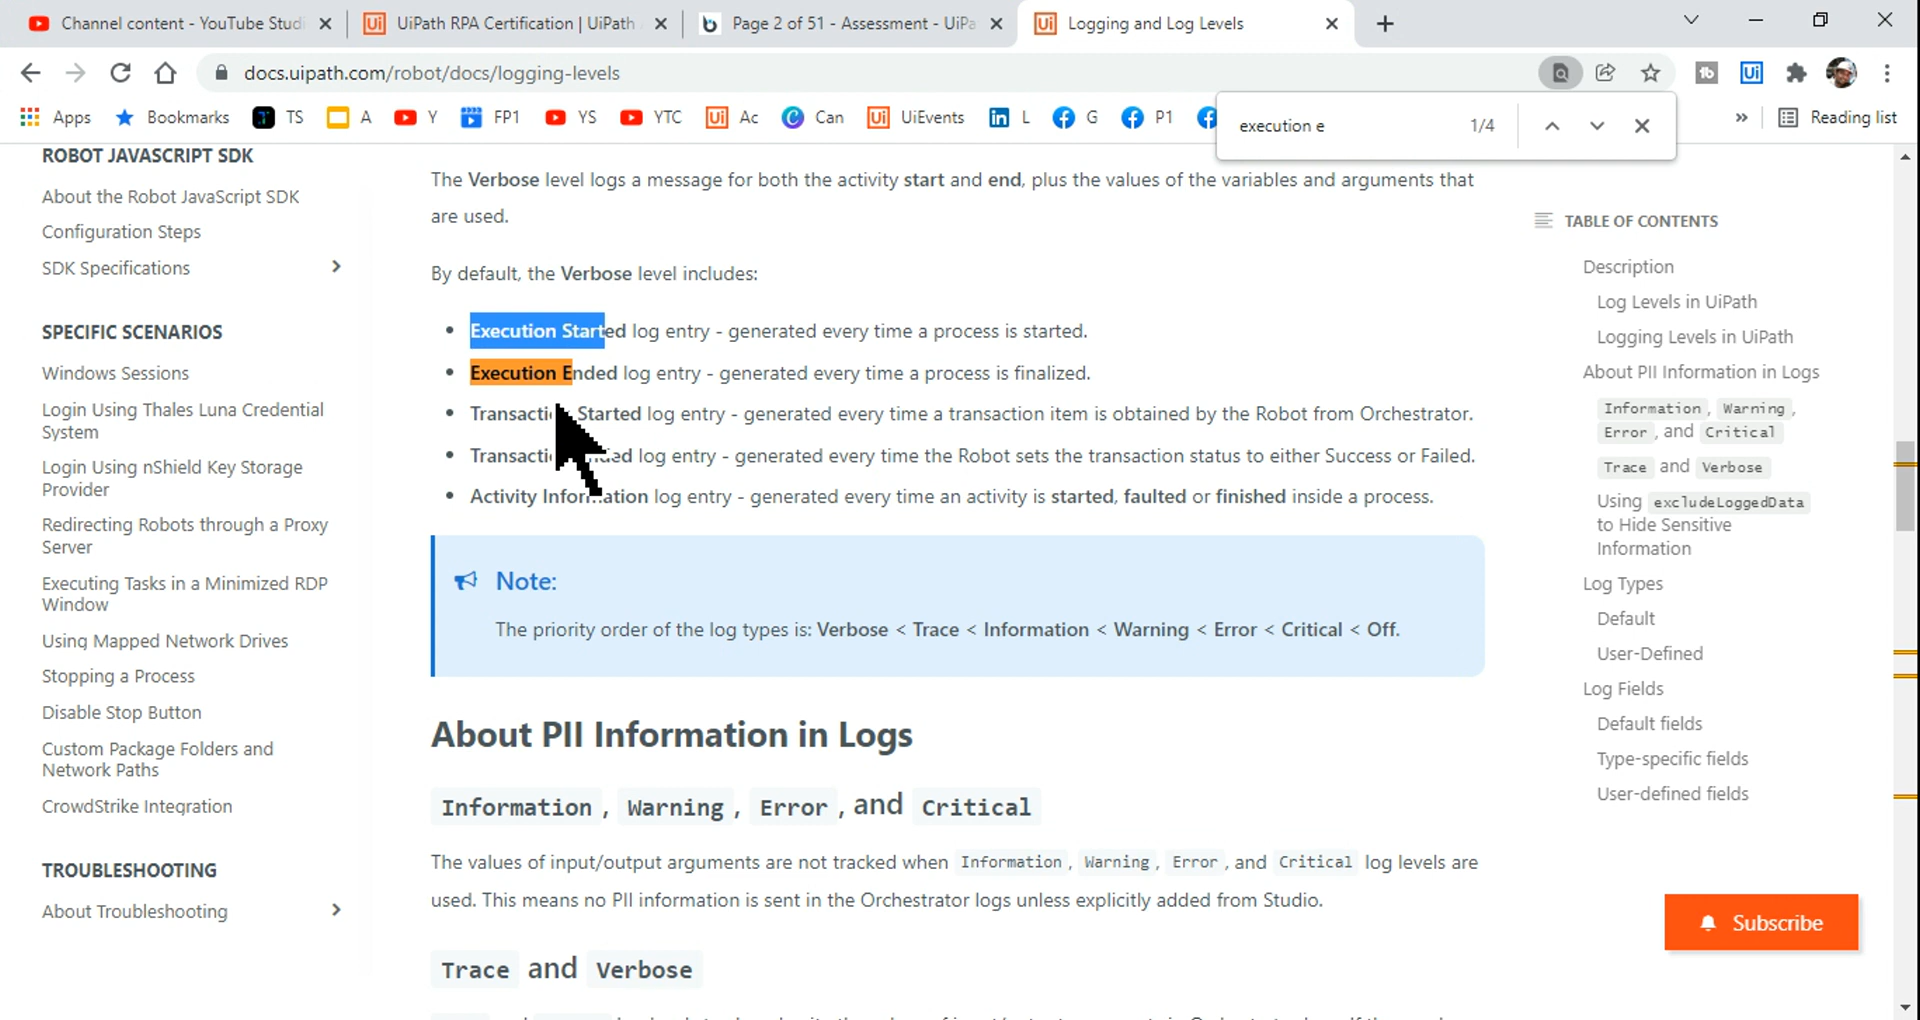 Channel content - YouTube Studi
UiPath RPA Certification | UiPath
Page 2 of 51 - Assessment - UiPa
Logging and Log Levels
docs.uipath.com/robot/docs/logging-levels
Apps
Bookmarks
TS
A
Y
FP1
YS
YTC
Ac
Can
UiEvents
L
G
P1
Reading list
execution e
1/4
ROBOT JAVASCRIPT SDK
About the Robot JavaScript SDK
Configuration Steps
SDK Specifications
SPECIFIC SCENARIOS
Windows Sessions
Login Using Thales Luna Credential
System
Login Using nShield Key Storage
Provider
Redirecting Robots through a Proxy
Server
Executing Tasks in a Minimized RDP
Window
Using Mapped Network Drives
Stopping a Process
Disable Stop Button
Custom Package Folders and
Network Paths
CrowdStrike Integration
TROUBLESHOOTING
About Troubleshooting
The Verbose level logs a message for both the activity start and end, plus the values of the variables and arguments that
are used.
By default, the Verbose level includes:
• Execution Started log entry - generated every time a process is started.
• Execution Ended log entry - generated every time a process is finalized.
• Transaction Started log entry - generated every time a transaction item is obtained by the Robot from Orchestrator.
• Transaction Ended log entry - generated every time the Robot sets the transaction status to either Success or Failed.
• Activity Information log entry - generated every time an activity is started, faulted or finished inside a process.
Note:
The priority order of the log types is: Verbose < Trace < Information < Warning < Error < Critical < Off.
About PII Information in Logs
Information, Warning, Error, and Critical
The values of input/output arguments are not tracked when Information, Warning, Error, and Critical log levels are
used. This means no PII information is sent in the Orchestrator logs unless explicitly added from Studio.
Trace and Verbose
TABLE OF CONTENTS
Description
Log Levels in UiPath
Logging Levels in UiPath
About PII Information in Logs
Information, Warning,
Error, and Critical
Trace and Verbose
Using excludeLoggedData
to Hide Sensitive
Information
Log Types
Default
User-Defined
Log Fields
Default fields
Type-specific fields
User-defined fields
Subscribe